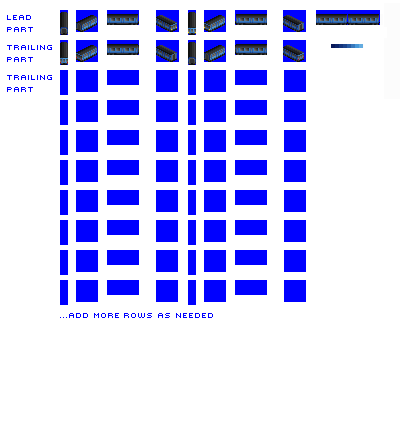 LEAD
PART
TRAILING
PART
TRAILING
PART
...ADD MORE ROWS AS NEEDED